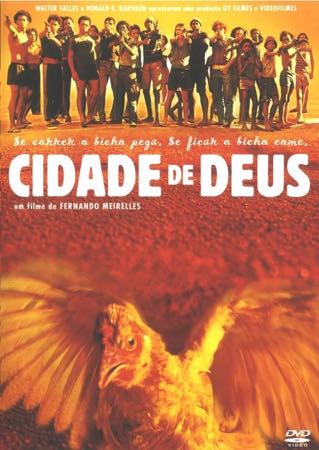 WALTER SALLES e DONALD K. RANVAUD apresentam uma produção O2 FILMES e VIDEOFILMES
Se correr a bicho pega, Se ficar a bicho come.
CIDADE DE DEUS
um filme de FERNANDO MEIRELLES
DVD
VIDEO